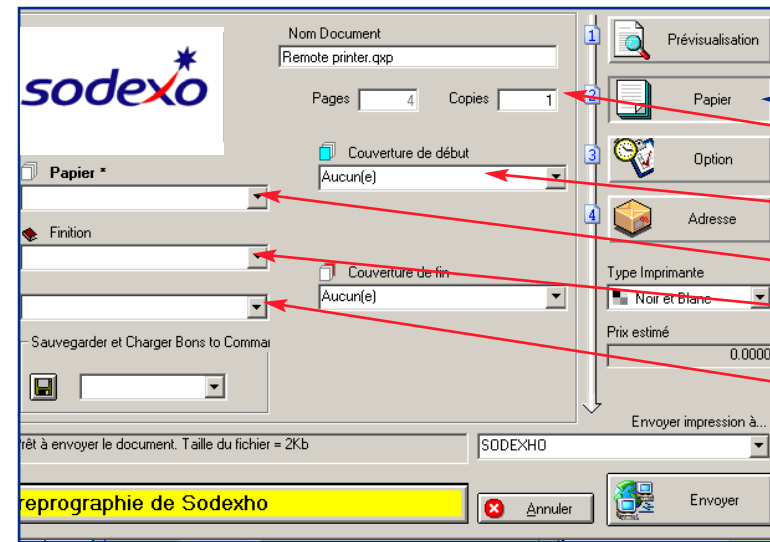 Nom Document
Remote printer.qxp
sodexo
Pages 4 Copies 1
Couverture de début
Aucun(e)
Papier *
Finition
Couverture de fin
Aucun(e)
Sauvegarder et Charger Bons to Comman
rêt à envoyer le document. Taille du fichier = 2Kb
reprographie de Sodexho
1 Prévisualisation
2 Papier
3 Option
4 Adresse
Type Imprimante
Noir et Blanc
Prix estimé
0.0000
Envoyer impression à...
SODEXHO
Annuler
Envoyer